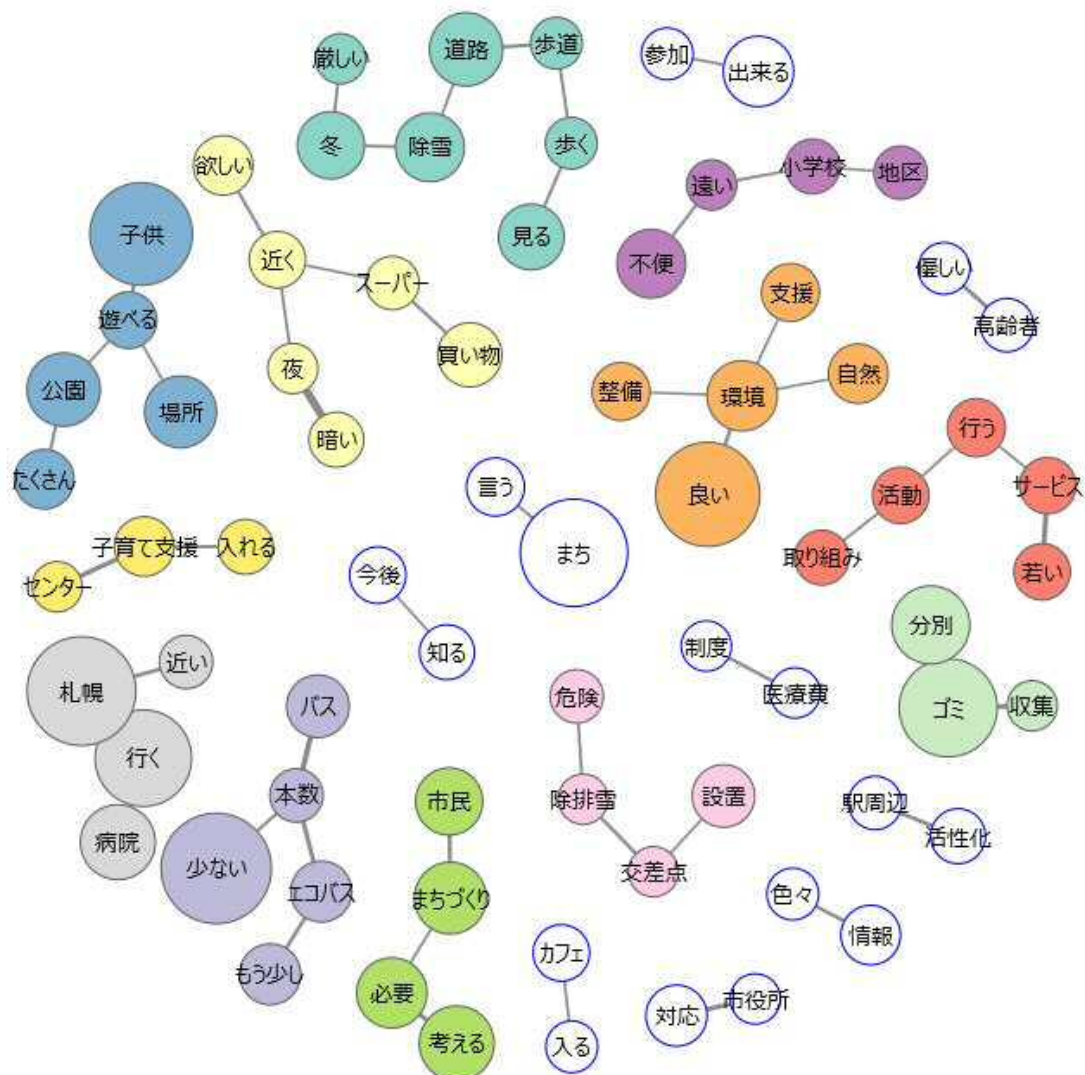 厳しい
道路
歩道
参加
出来る
冬
除雪
歩く
見る
欲しい
近く
スーパー
買い物
夜
暗い
遠い
小学校
地区
不便
子供
遊べる
公園
場所
たくさん
優しい
高齢者
支援
整備
環境
自然
良い
行う
サービス
活動
取り組み
若い
言う
まち
子育て支援
入れる
センター
今後
知る
制度
医療費
分別
ゴミ
収集
札幌
近い
行く
病院
バス
本数
少ない
エコバス
もう少し
市民
まちづくり
必要
考える
危険
除排雪
設置
交差点
駅周辺
活性化
色々
情報
カフェ
入る
対応
市役所